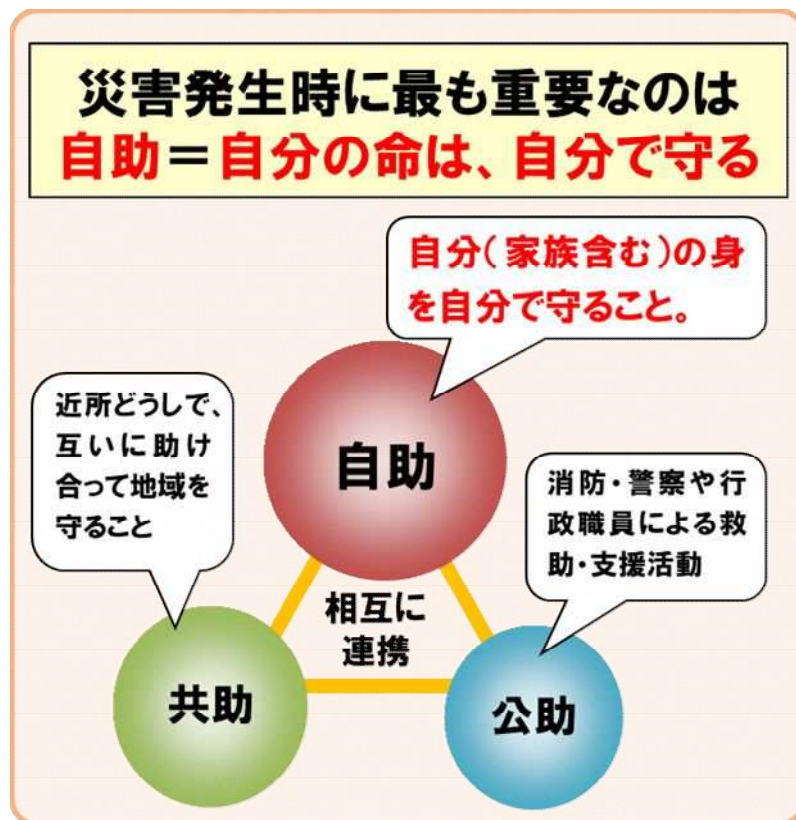 災害発生時に最も重要なのは
自助＝自分の命は、自分で守る
自分（家族含む）の身
を自分で守ること。
自助
近所どうしで、
互いに助け
合って地域を
守ること
消防・警察や行
政職員による救
助・支援活動
相互に
連携
共助
公助